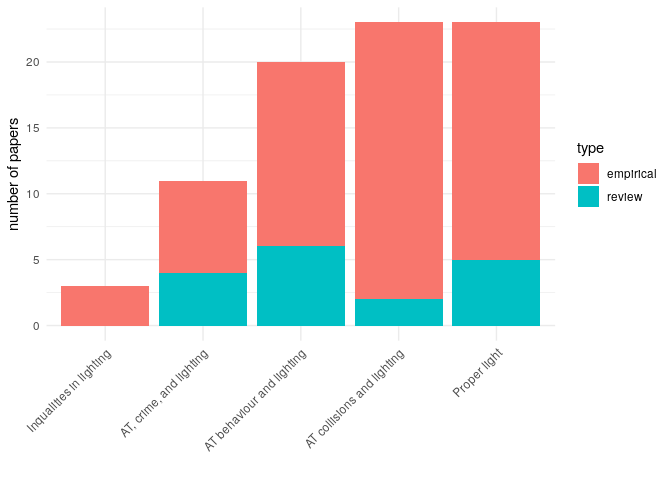 number of papers
20
15
10
5
0
Inqualities in lighting
AT, crime, and lighting
AT behaviour and lighting
AT collisions and lighting
Proper light
type
empirical
review